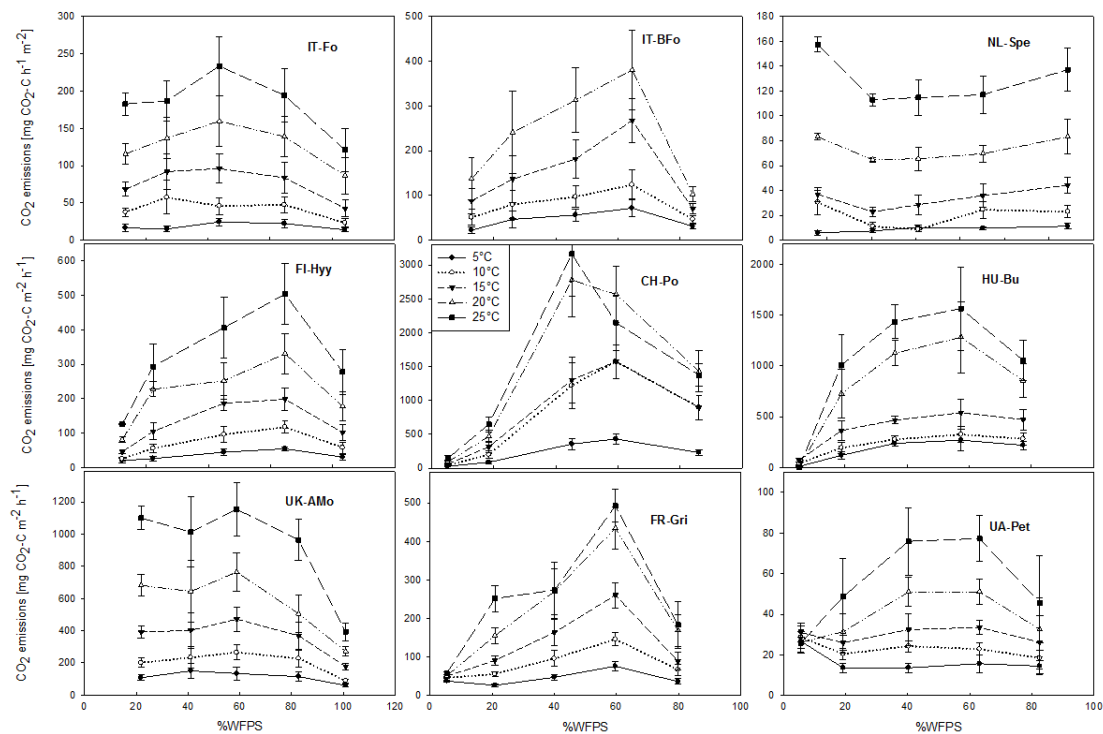 CO2 emissions [mg CO2-C h-1 m-2]
300
250
200
150
100
50
0
IT-Fo
500
400
300
200
100
0
IT-BFo
180
160
140
120
100
80
60
40
20
0
NL-Spe
CO2 emissions [mg CO2-C m-2 h-1]
600
500
400
300
200
100
0
FI-Hyy
3000
2500
2000
1500
1000
500
0
5°C
10°C
15°C
20°C
25°C
CH-Po
2000
1500
1000
500
0
HU-Bu
CO2 emissions [mg CO2-C m-2 h-1]
1200
1000
800
600
400
200
0
UK-AMo
0 20 40 60 80 100 120
%WFPS
500
400
300
200
100
0
FR-Gri
0 20 40 60 80 100
%WFPS
100
80
60
40
20
0
UA-Pet
20 40 60 80 100
%WFPS